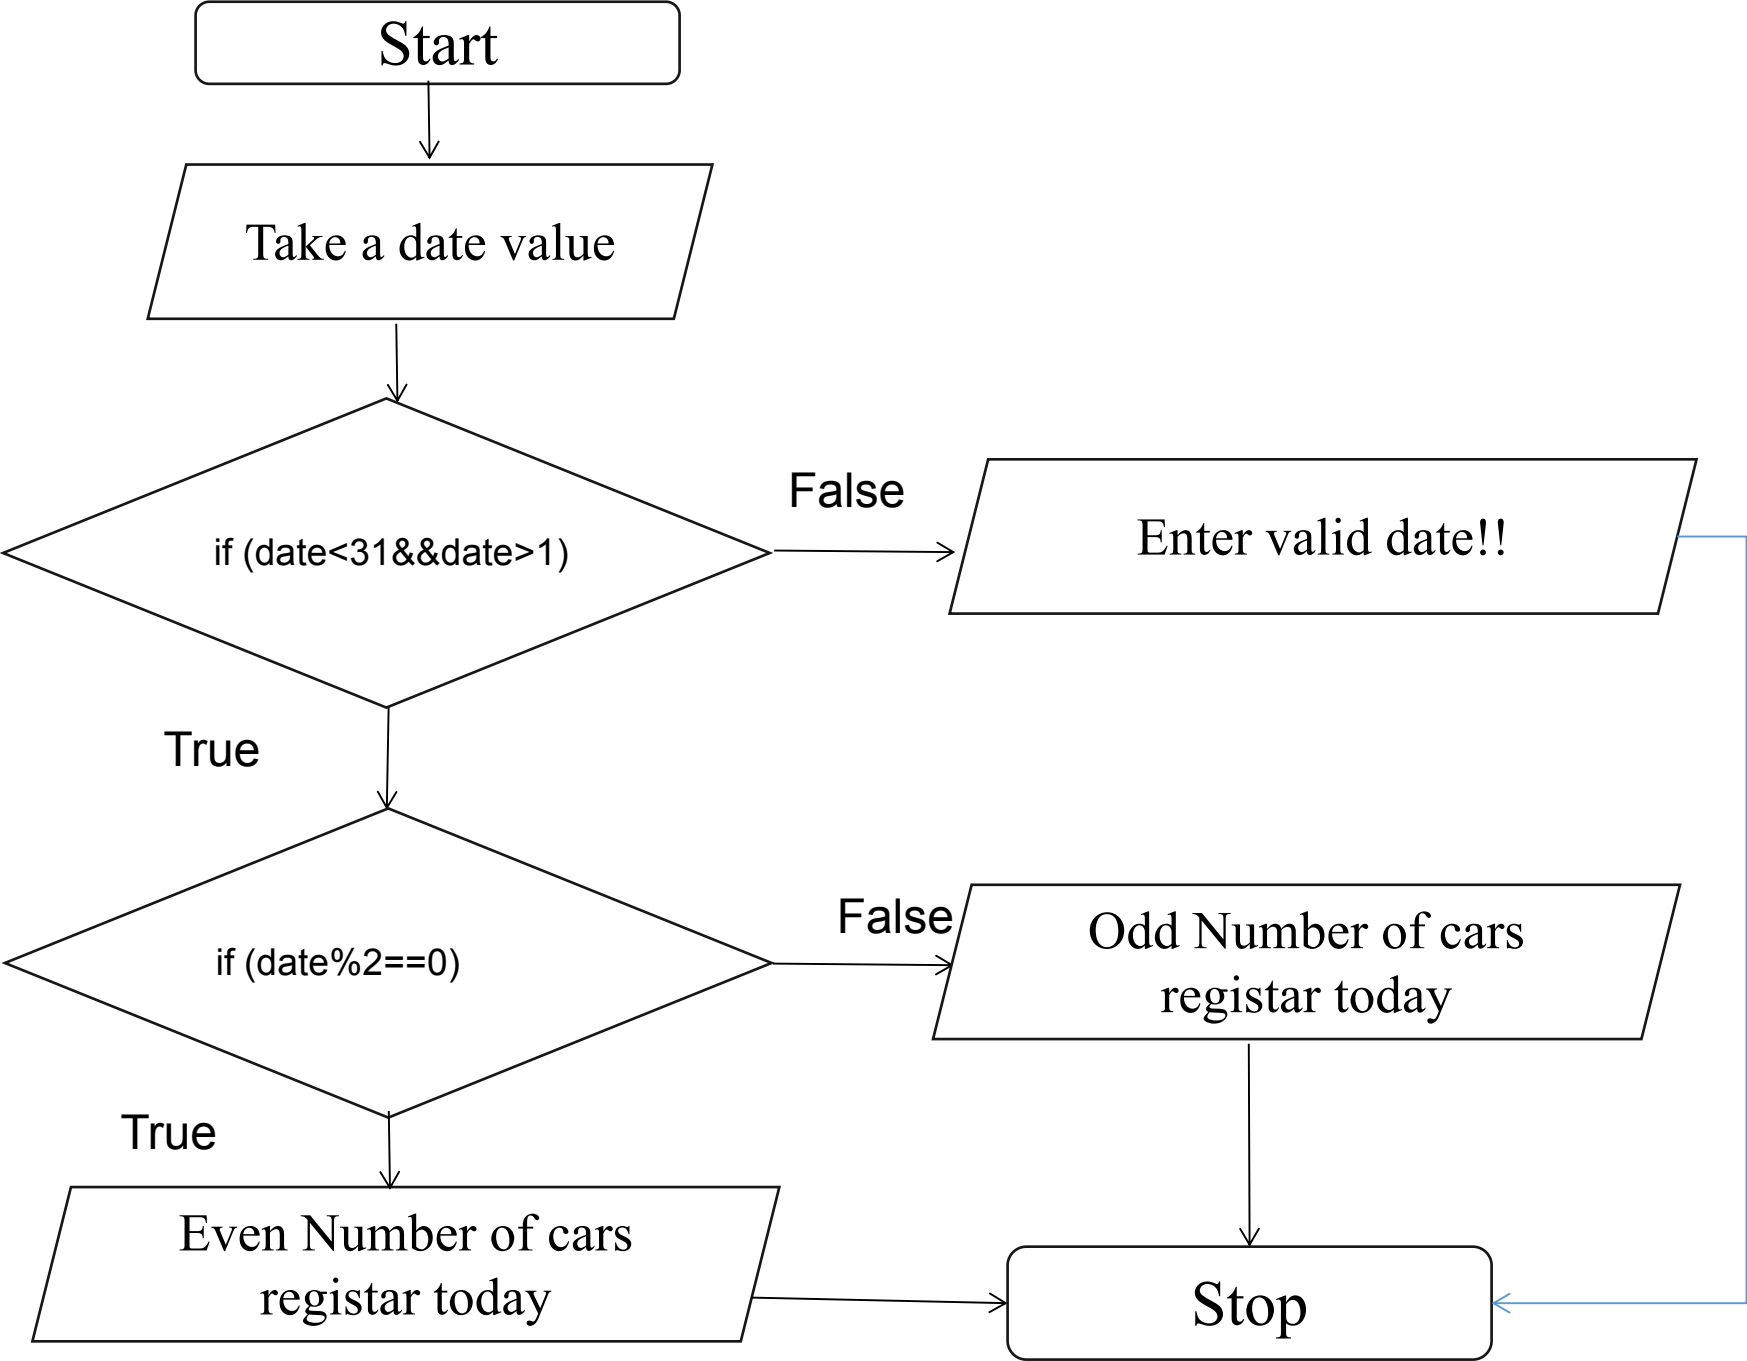 Start
Take a date value
if (date<31&&date>1)
False
Enter valid date!!
True
if (date%2==0)
False
Odd Number of cars
registar today
True
Even Number of cars
registar today
Stop